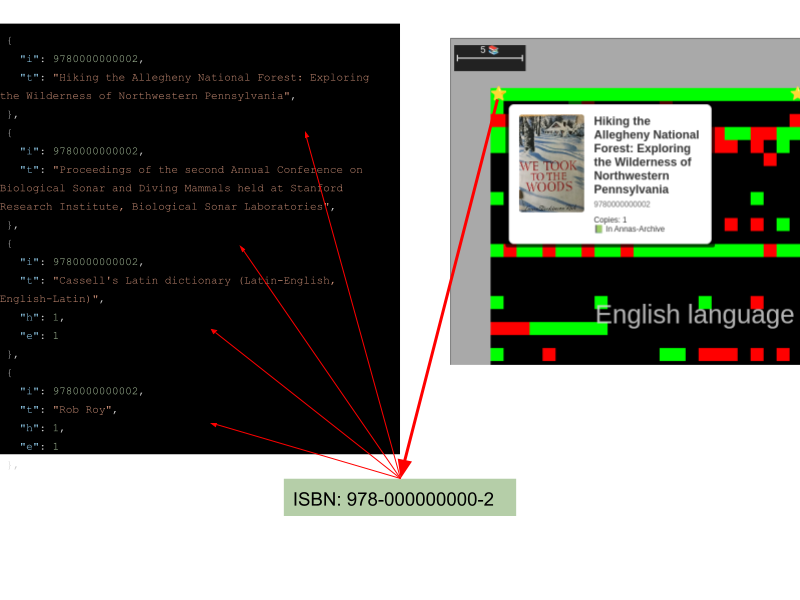 {
"i": 9780000000002,
"t": "Hiking the Allegheny National Forest: Exploring
the Wilderness of Northwestern Pennsylvania",
},
{
"i": 9780000000002,
"t": "Proceedings of the second Annual Conference on
Biological Sonar and Diving Mammals held at Stanford
Research Institute, Biological Sonar Laboratories",
},
{
"i": 9780000000002,
"t": "Cassell's Latin dictionary (Latin-English,
English-Latin)",
"h": 1,
"e": 1
},
{
"i": 9780000000002,
"t": "Rob Roy",
"h": 1,
"e": 1
},
5 📚
WE TOOK
TO THE
WOODS
Hiking the
Allegheny National
Forest: Exploring
the Wilderness of
Northwestern
Pennsylvania
9780000000002
Copies: 1
📗 In Annas-Archive
English language
ISBN: 978-000000000-2